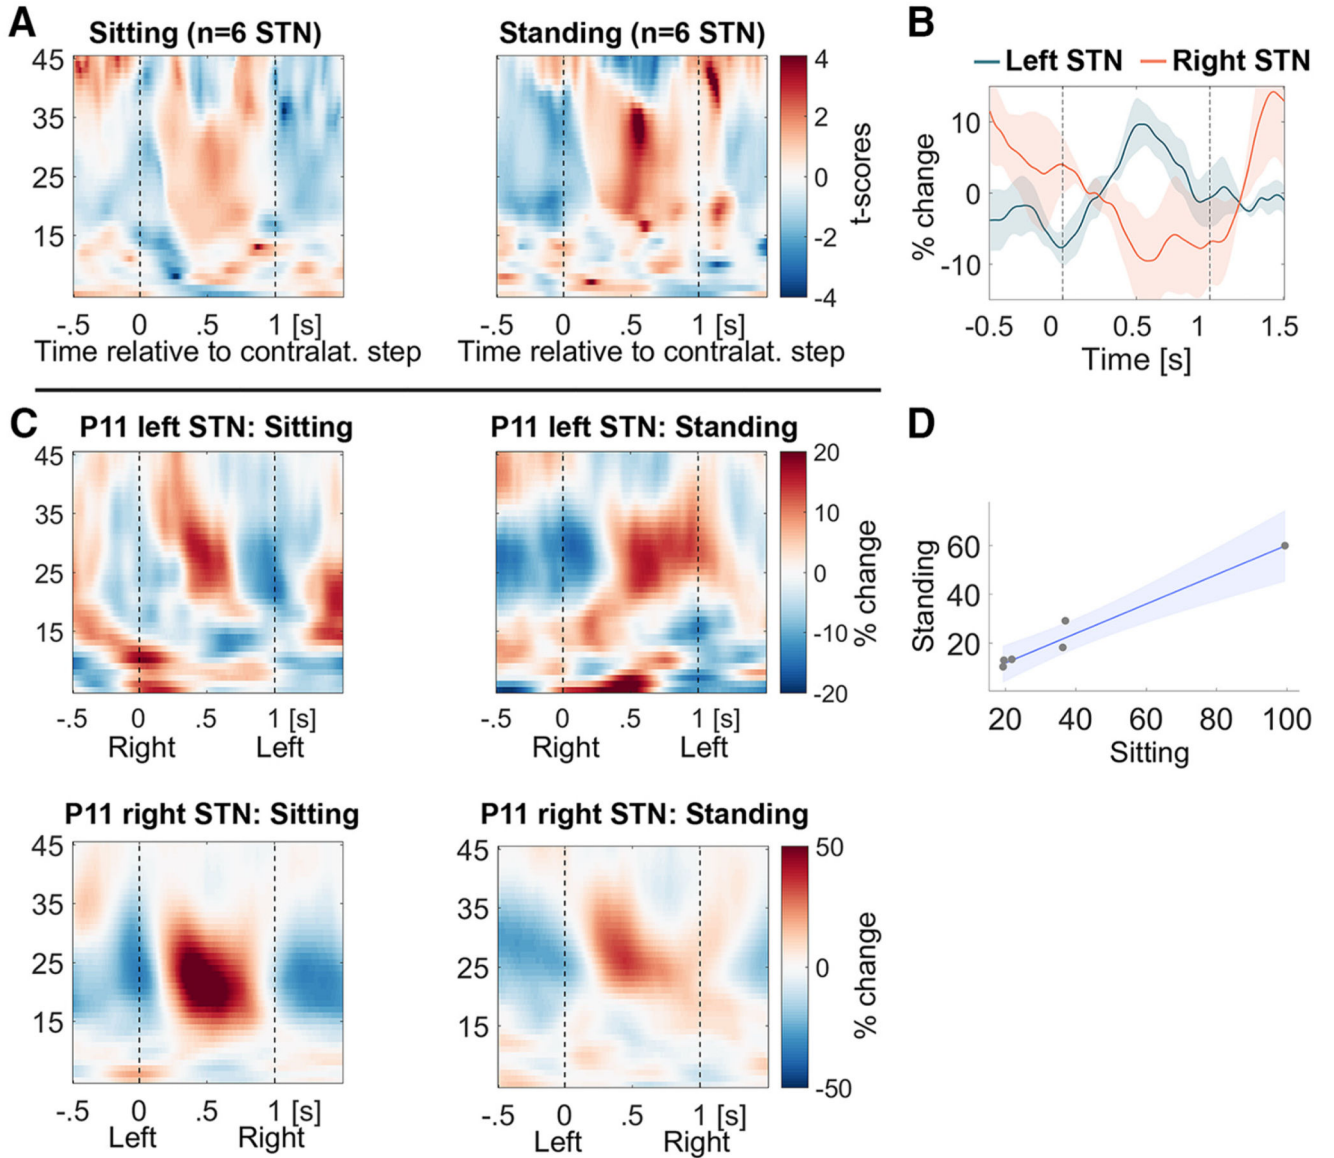 A
Sitting (n=6 STN)
Standing (n=6 STN)
45
35
25
15
-.5 0 .5 1 [s]
Time relative to contralat. step
-.5 0 .5 1 [s]
Time relative to contralat. step
4
2
0
-2
-4
t-scores
B
Left STN
Right STN
10
0
-10
% change
-0.5 0 0.5 1 1.5
Time [s]
C
P11 left STN: Sitting
P11 left STN: Standing
45
35
25
15
-.5 0 .5 1 [s]
Right Left
-.5 0 .5 1 [s]
Right Left
20
10
0
-10
-20
% change
D
60
40
20
Standing
20 40 60 80 100
Sitting
P11 right STN: Sitting
P11 right STN: Standing
45
35
25
15
-.5 0 .5 1 [s]
Left Right
45
35
25
15
-.5 0 .5 1 [s]
Left Right
50
0
-50
% change